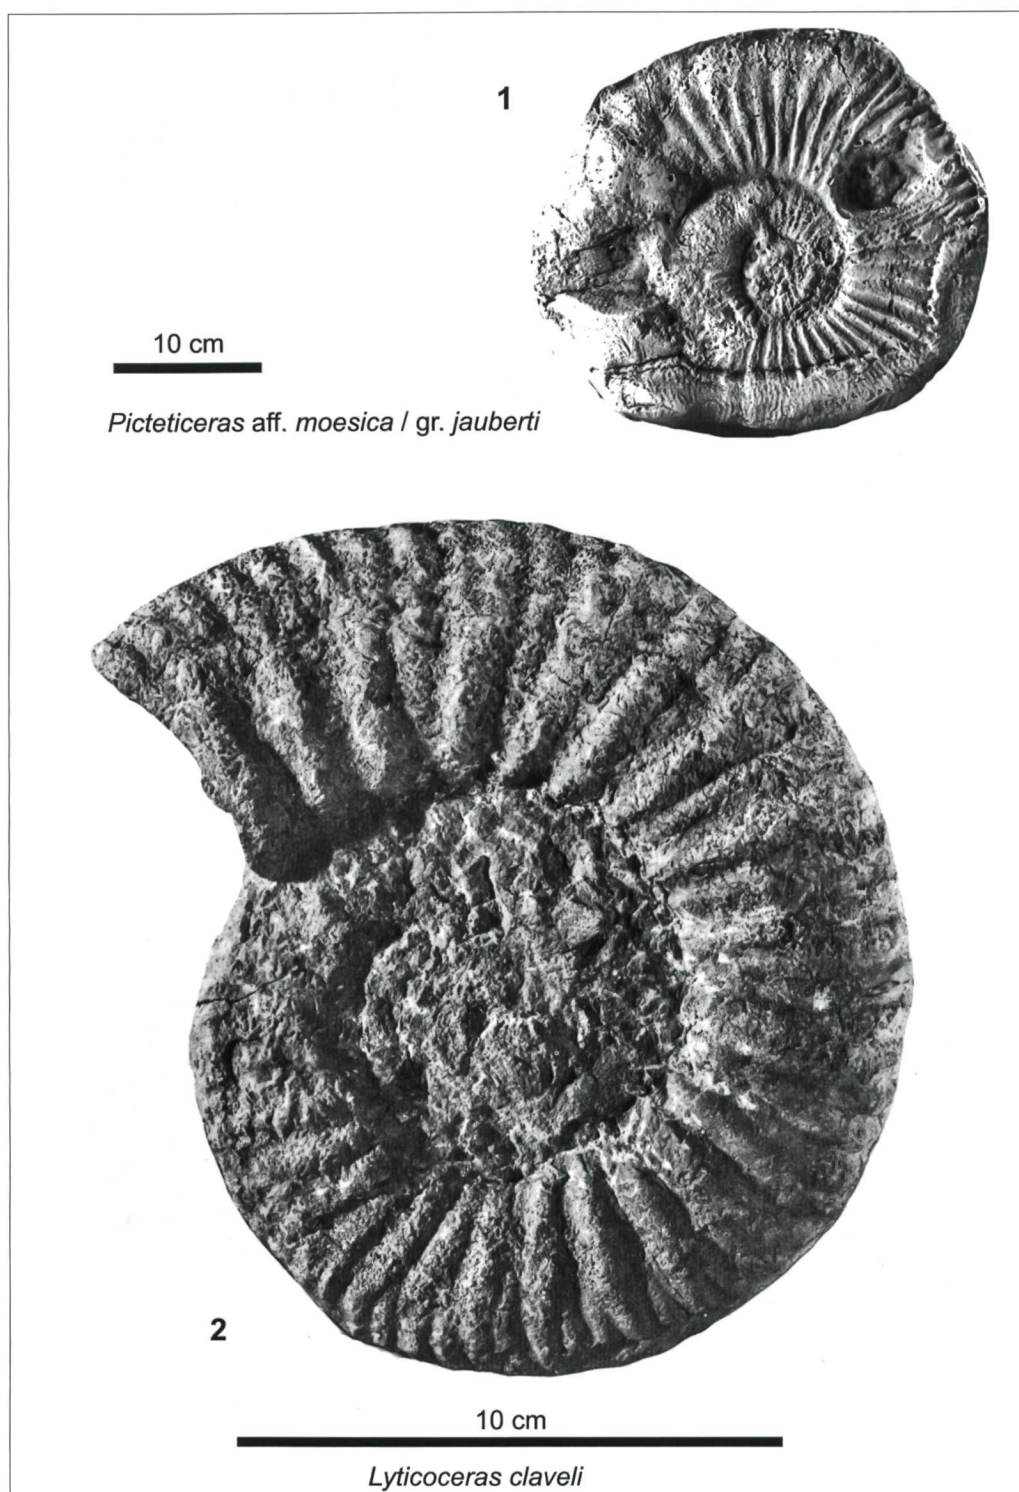 1
10 cm
Picteticeras aff. moesica / gr. jauberti
2
10 cm
Lyticoceras claveli